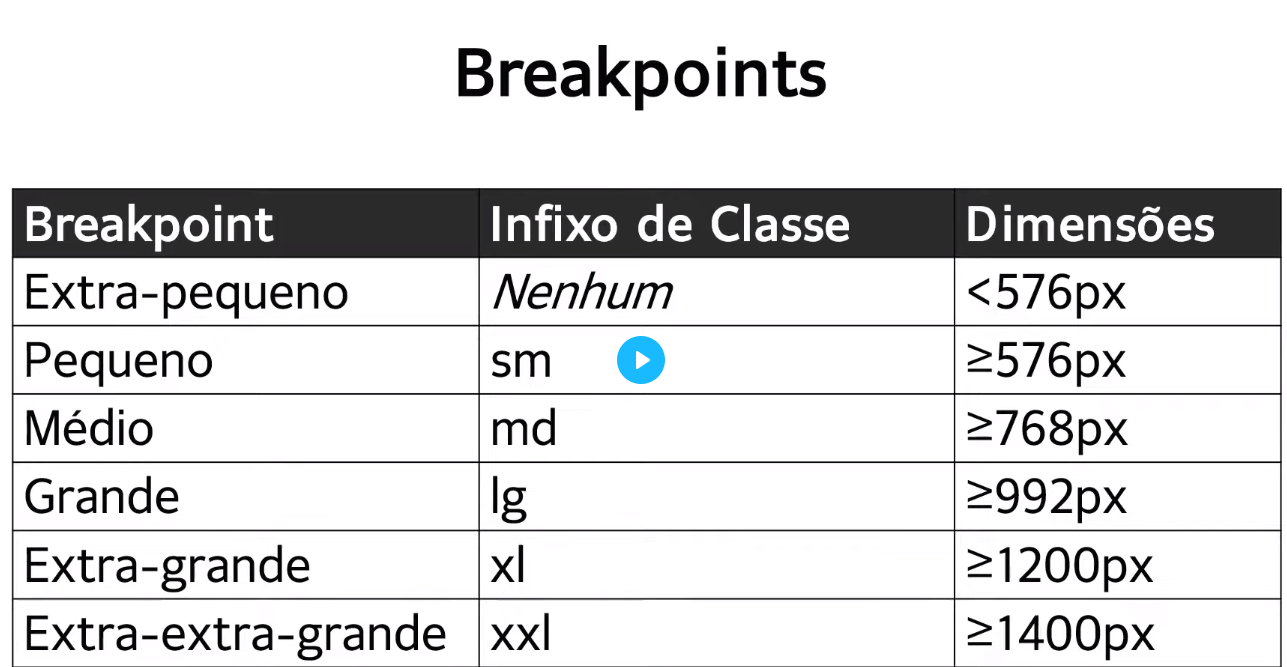 Breakpoints
Breakpoint Infixo de Classe Dimensões
Extra-pequeno Nenhum <576px
Pequeno sm ≥576px
Médio md ≥768px
Grande lg ≥992px
Extra-grande xl ≥1200px
Extra-extra-grande xxl ≥1400px